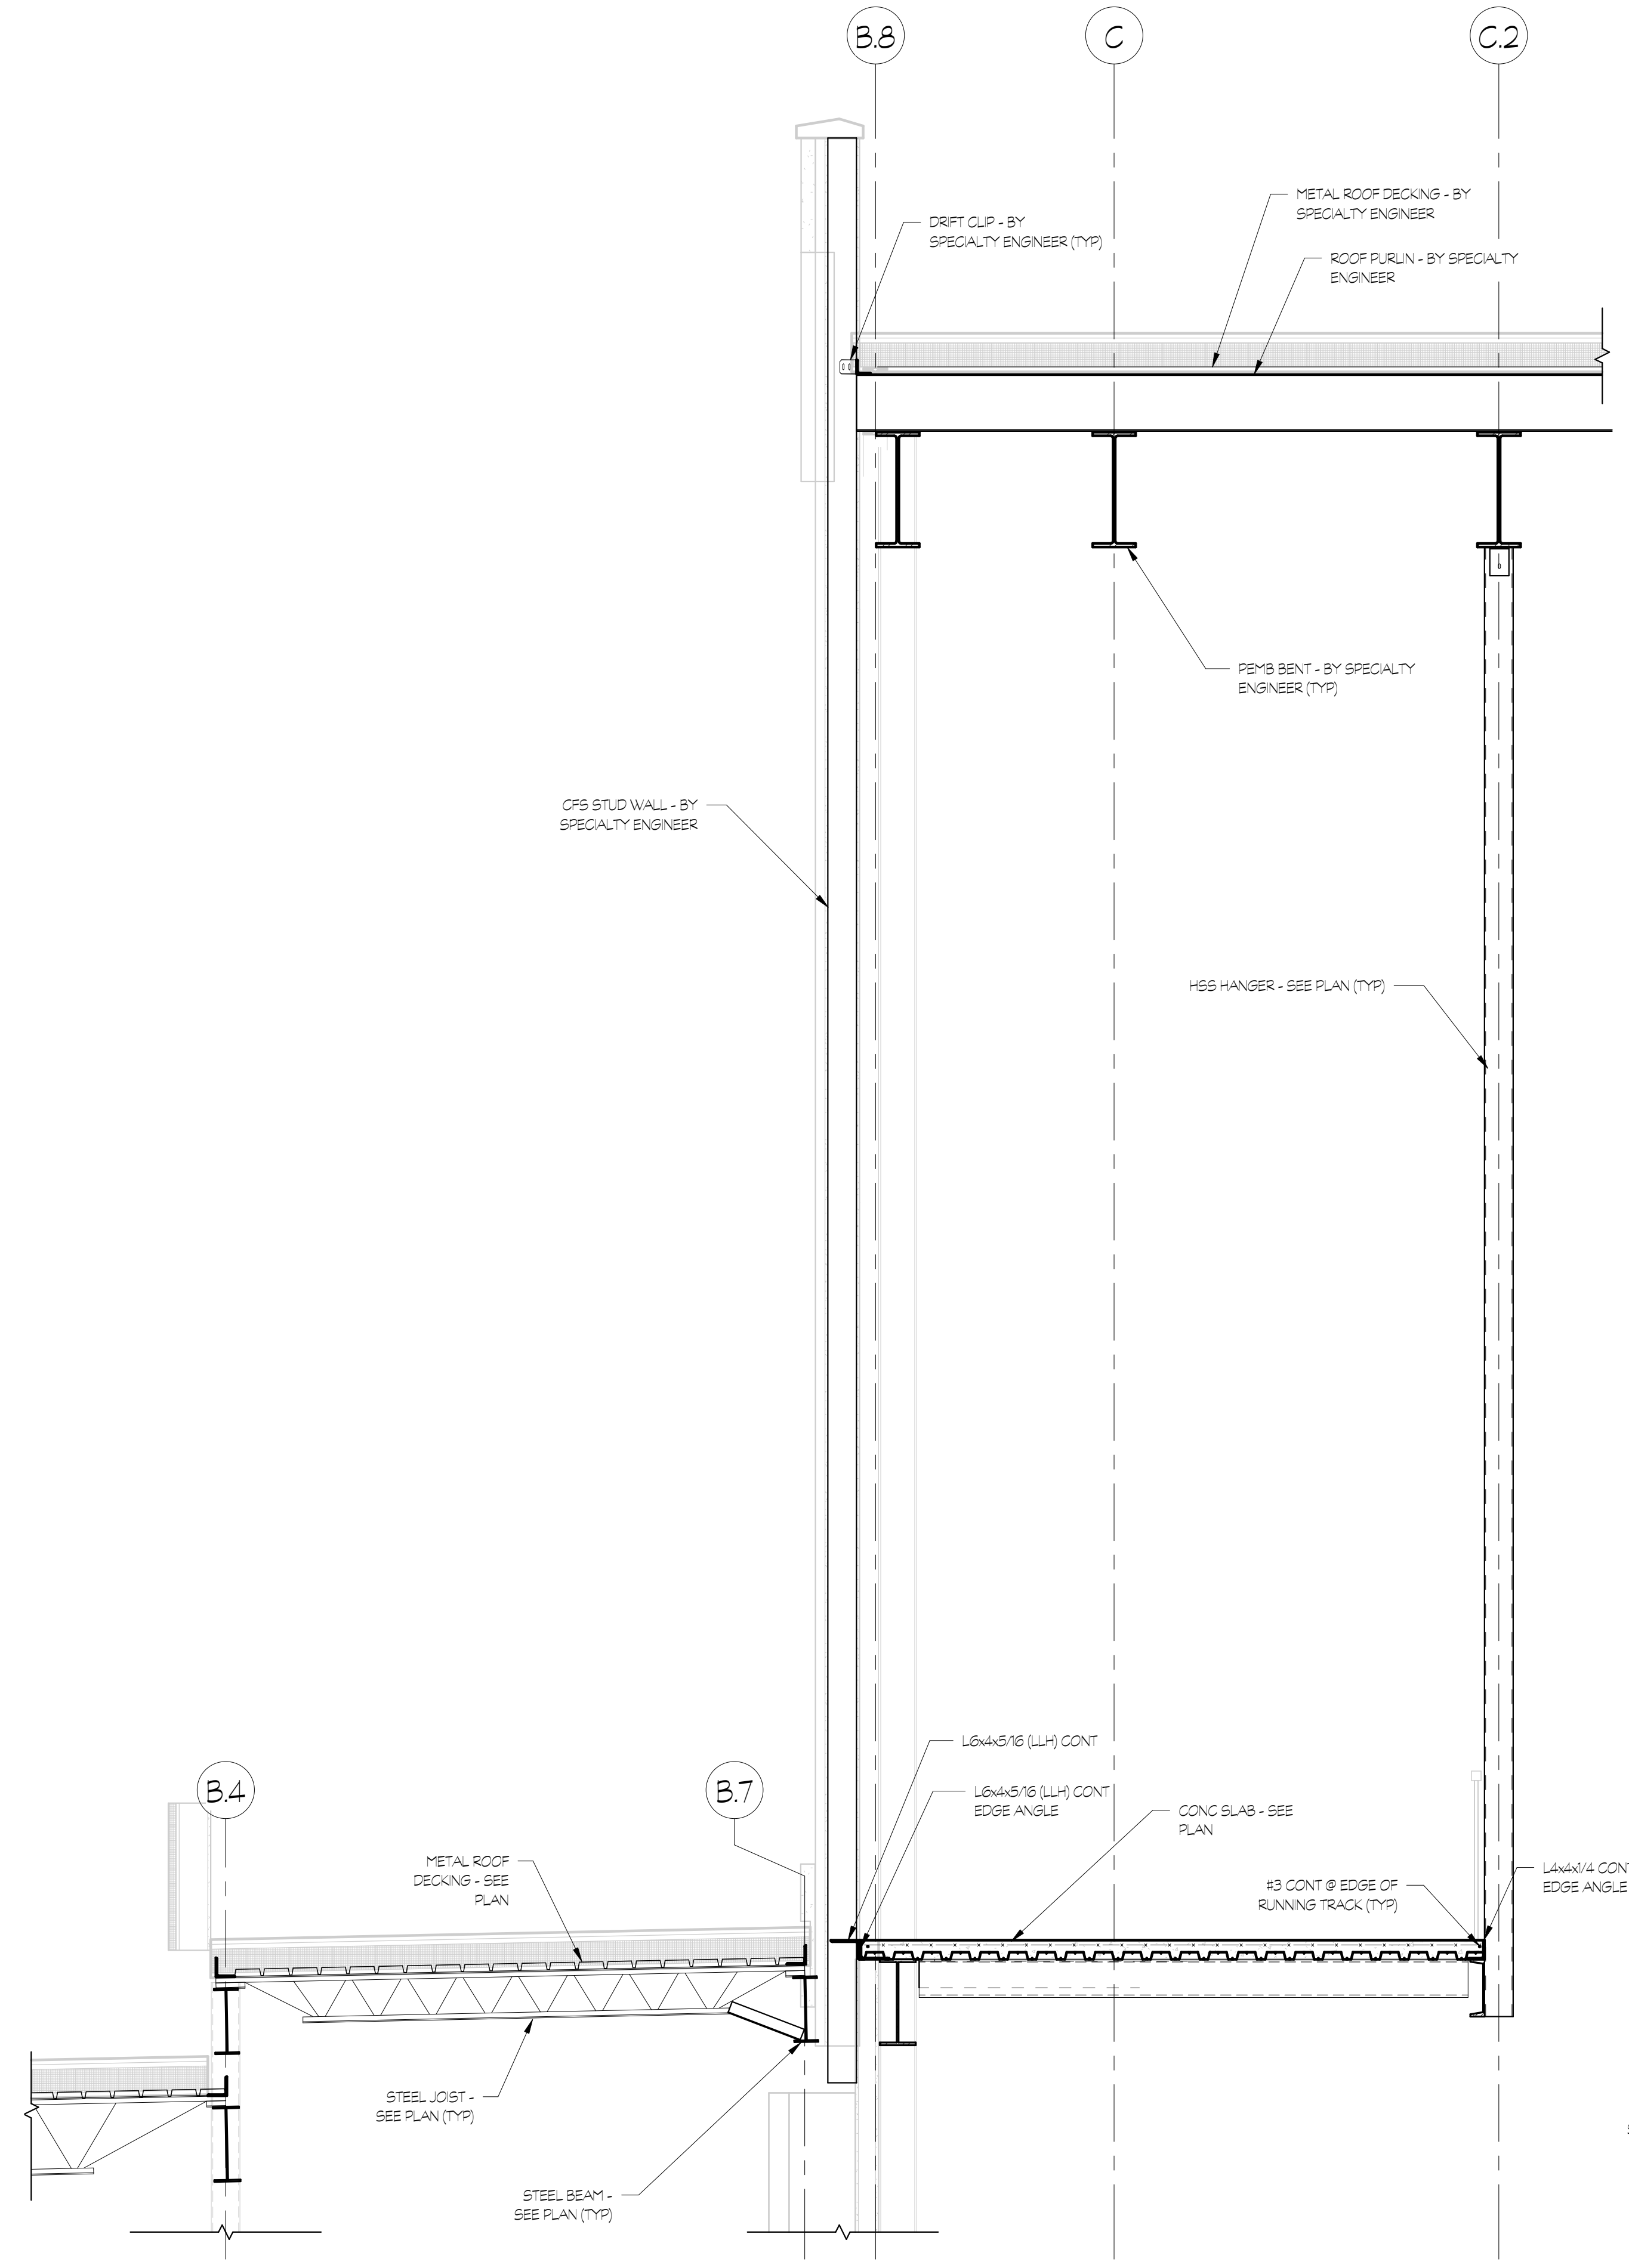 B.8
C
C.2
METAL ROOF DECKING - BY
SPECIALTY ENGINEER
DRIFT CLIP - BY
SPECIALTY ENGINEER (TYP)
ROOF PURLIN - BY SPECIALTY
ENGINEER
PEMB BENT - BY SPECIALTY
ENGINEER (TYP)
CFS STUD WALL - BY
SPECIALTY ENGINEER
HSS HANGER - SEE PLAN (TYP)
L6x4x5/16 (LLH) CONT
B.4
B.7
L6x4x5/16 (LLH) CONT
EDGE ANGLE
CONC SLAB - SEE
PLAN
METAL ROOF
DECKING - SEE
PLAN
#3 CONT @ EDGE OF
RUNNING TRACK (TYP)
L4x4x1/4 CONT
EDGE ANGLE
STEEL JOIST -
SEE PLAN (TYP)
STEEL BEAM -
SEE PLAN (TYP)